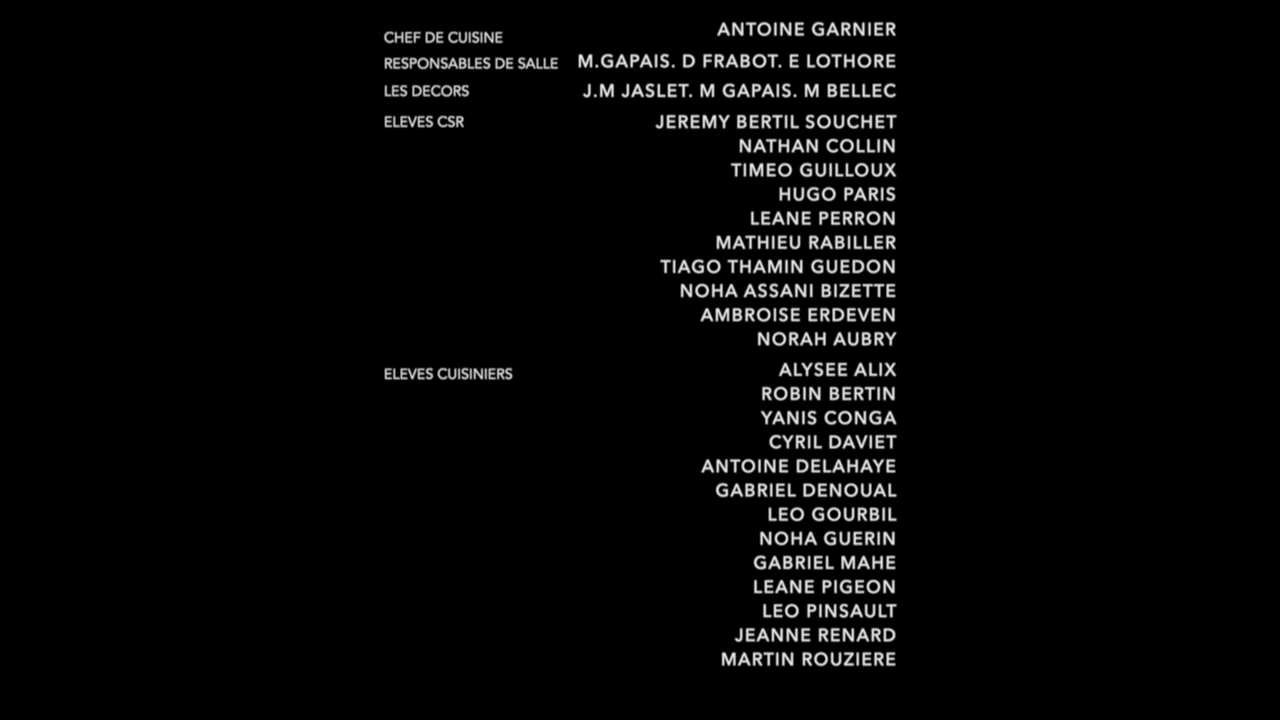 CHEF DE CUISINE ANTOINE GARNIER
RESPONSABLES DE SALLE M.GAPAIS. D FRABOT. E LOTHORE
LES DECORS J.M JASLET. M GAPAIS. M BELLEC
ELEVES CSR JEREMY BERTIL SOUCHET
NATHAN COLLIN
TIMEO GUILLOUX
HUGO PARIS
LEANE PERRON
MATHIEU RABILLER
TIAGO THAMIN GUEDON
NOHA ASSANI BIZETTE
AMBROISE ERDEVEN
NORAH AUBRY
ELEVES CUISINIERS ALYSEE ALIX
ROBIN BERTIN
YANIS CONGA
CYRIL DAVIET
ANTOINE DELAHAYE
GABRIEL DENOUAL
LEO GOURBIL
NOHA GUERIN
GABRIEL MAHE
LEANE PIGEON
LEO PINSAULT
JEANNE RENARD
MARTIN ROUZIERE